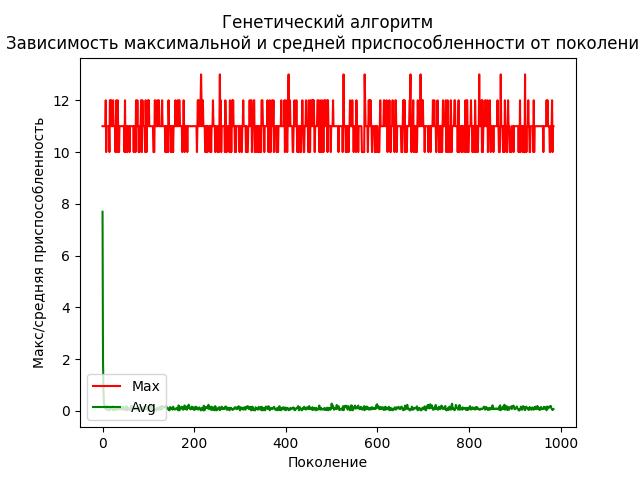 Генетический алгоритм
Зависимость максимальной и средней приспособленности от поколени
Макс/средняя приспособленность
12
10
8
6
4
2
0
Max
Avg
0 200 400 600 800 1000
Поколение